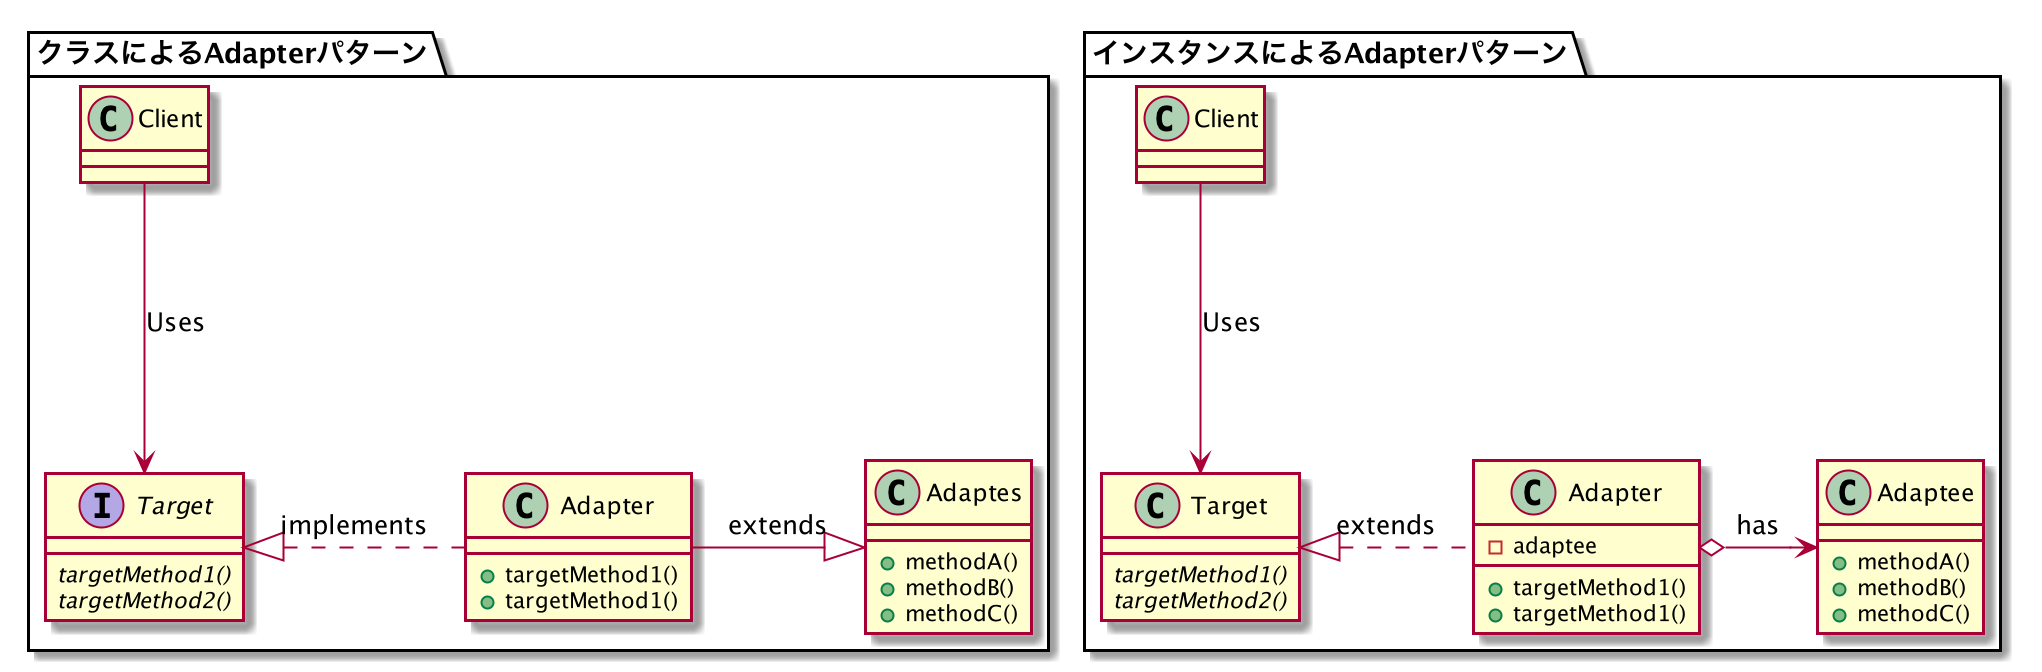 クラスによるAdapterパターン
C Client
Uses
I Target
targetMethod1()
targetMethod2()
implements
C Adapter
targetMethod1()
targetMethod1()
extends
C Adaptes
methodA()
methodB()
methodC()
インスタンスによるAdapterパターン
C Client
Uses
C Target
targetMethod1()
targetMethod2()
extends
C Adapter
adaptee
targetMethod1()
targetMethod1()
has
C Adaptee
methodA()
methodB()
methodC()